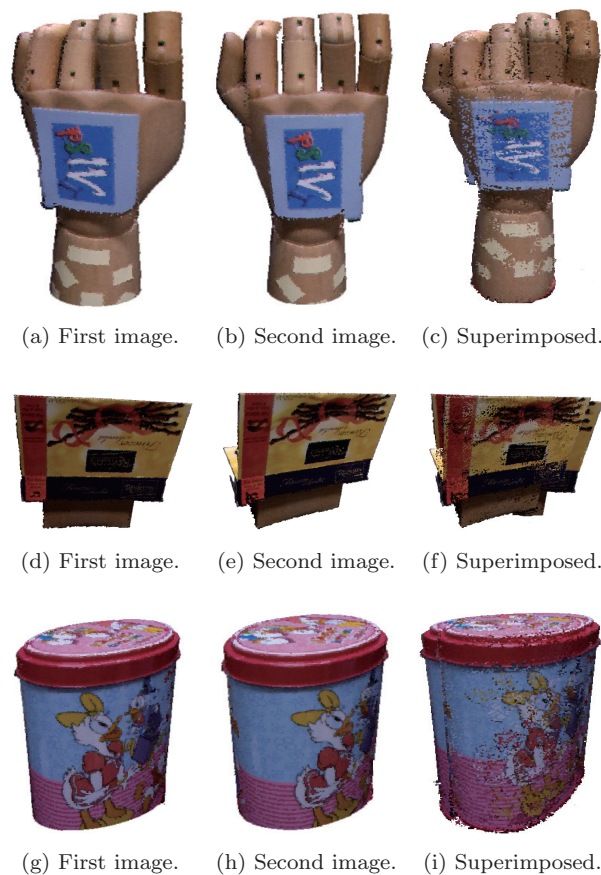 (a) First image. (b) Second image. (c) Superimposed.
(d) First image. (e) Second image. (f) Superimposed.
(g) First image. (h) Second image. (i) Superimposed.